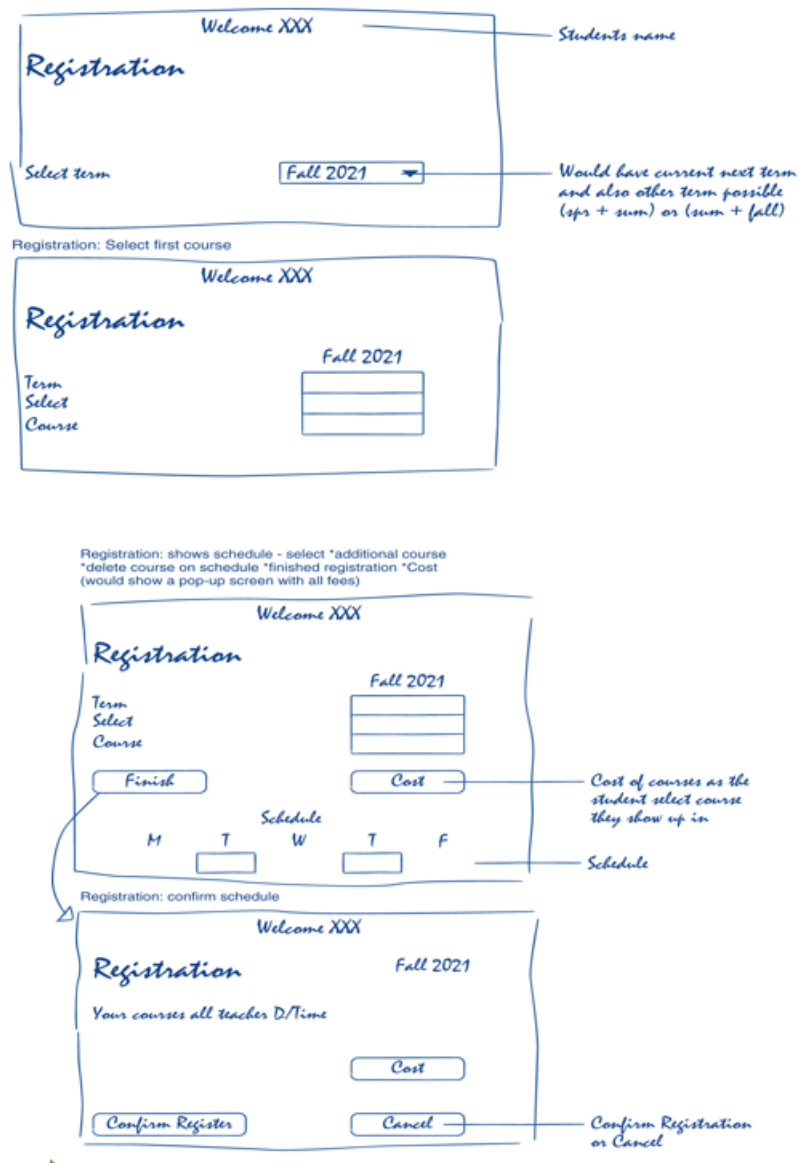 Welcome XXX
Students name
Registration
Select term
Fall 2021
Would have current next term
and also other term possible
(spr + sum) or (sum + fall)
Registration: Select first course
Welcome XXX
Registration
Fall 2021
Term
Select
Course
Registration: shows schedule - select *additional course
*delete course on schedule *finished registration *Cost
(would show a pop-up screen with all fees)
Welcome XXX
Registration
Fall 2021
Term
Select
Course
Finish
Cost
Cost of courses as the
student select course
they show up in
Schedule
M T W T F
Schedule
Registration: confirm schedule
Welcome XXX
Registration
Fall 2021
Your courses all teacher D/Time
Cost
Confirm Register
Cancel
Confirm Registration
or Cancel